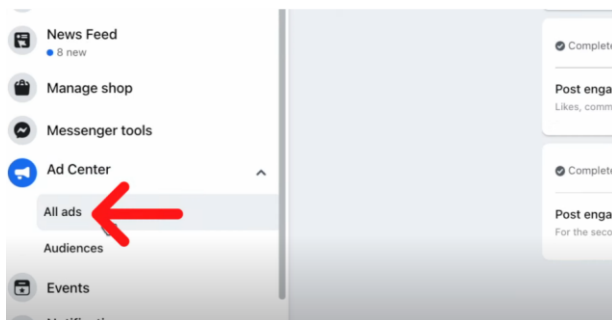 News Feed
8 new
Manage shop
Messenger tools
Ad Center
All ads
Audiences
Events
Complete
Post enga
Likes, comm
Complete
Post enga
For the seco